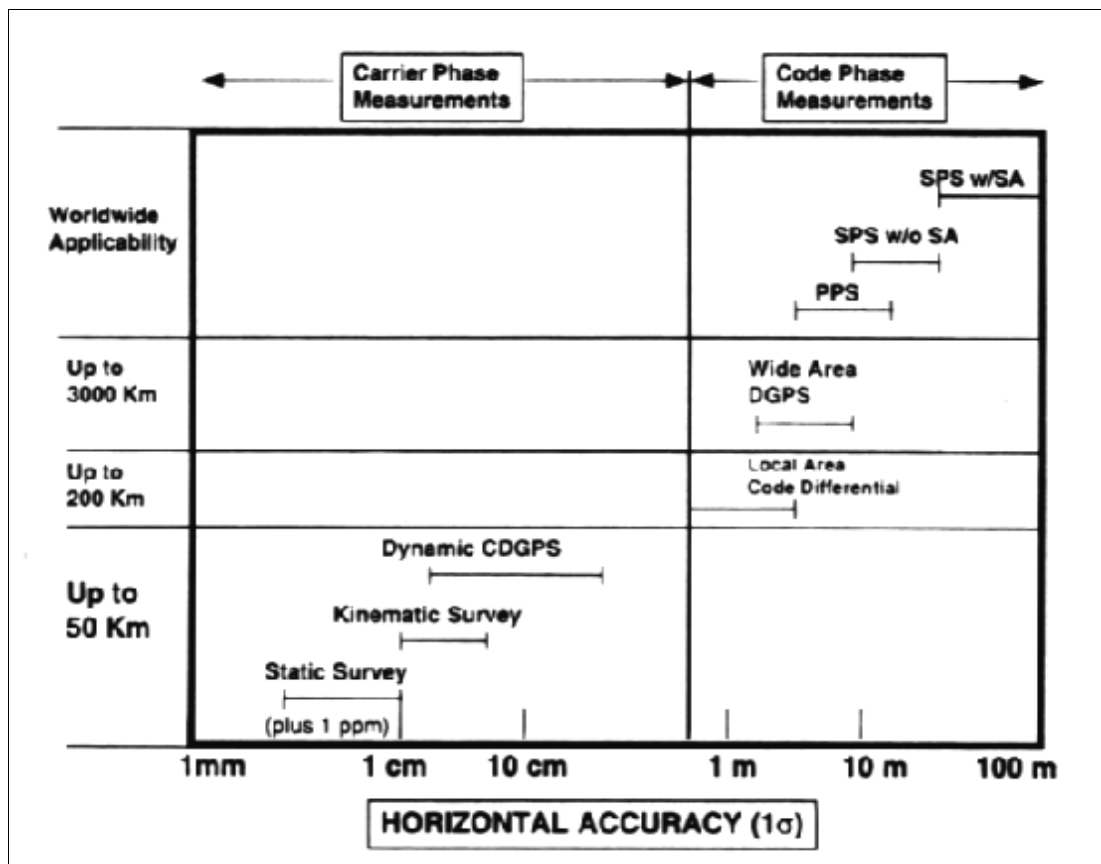 Carrier Phase
Measurements
Code Phase
Measurements
Worldwide
Applicability
SPS w/SA
SPS w/o SA
PPS
Up to
3000 Km
Wide Area
DGPS
Up to
200 Km
Local Area
Code Differential
Up to
50 Km
Dynamic CDGPS
Kinematic Survey
Static Survey
(plus 1 ppm)
1mm 1 cm 10 cm 1 m 10 m 100 m
HORIZONTAL ACCURACY (1σ)